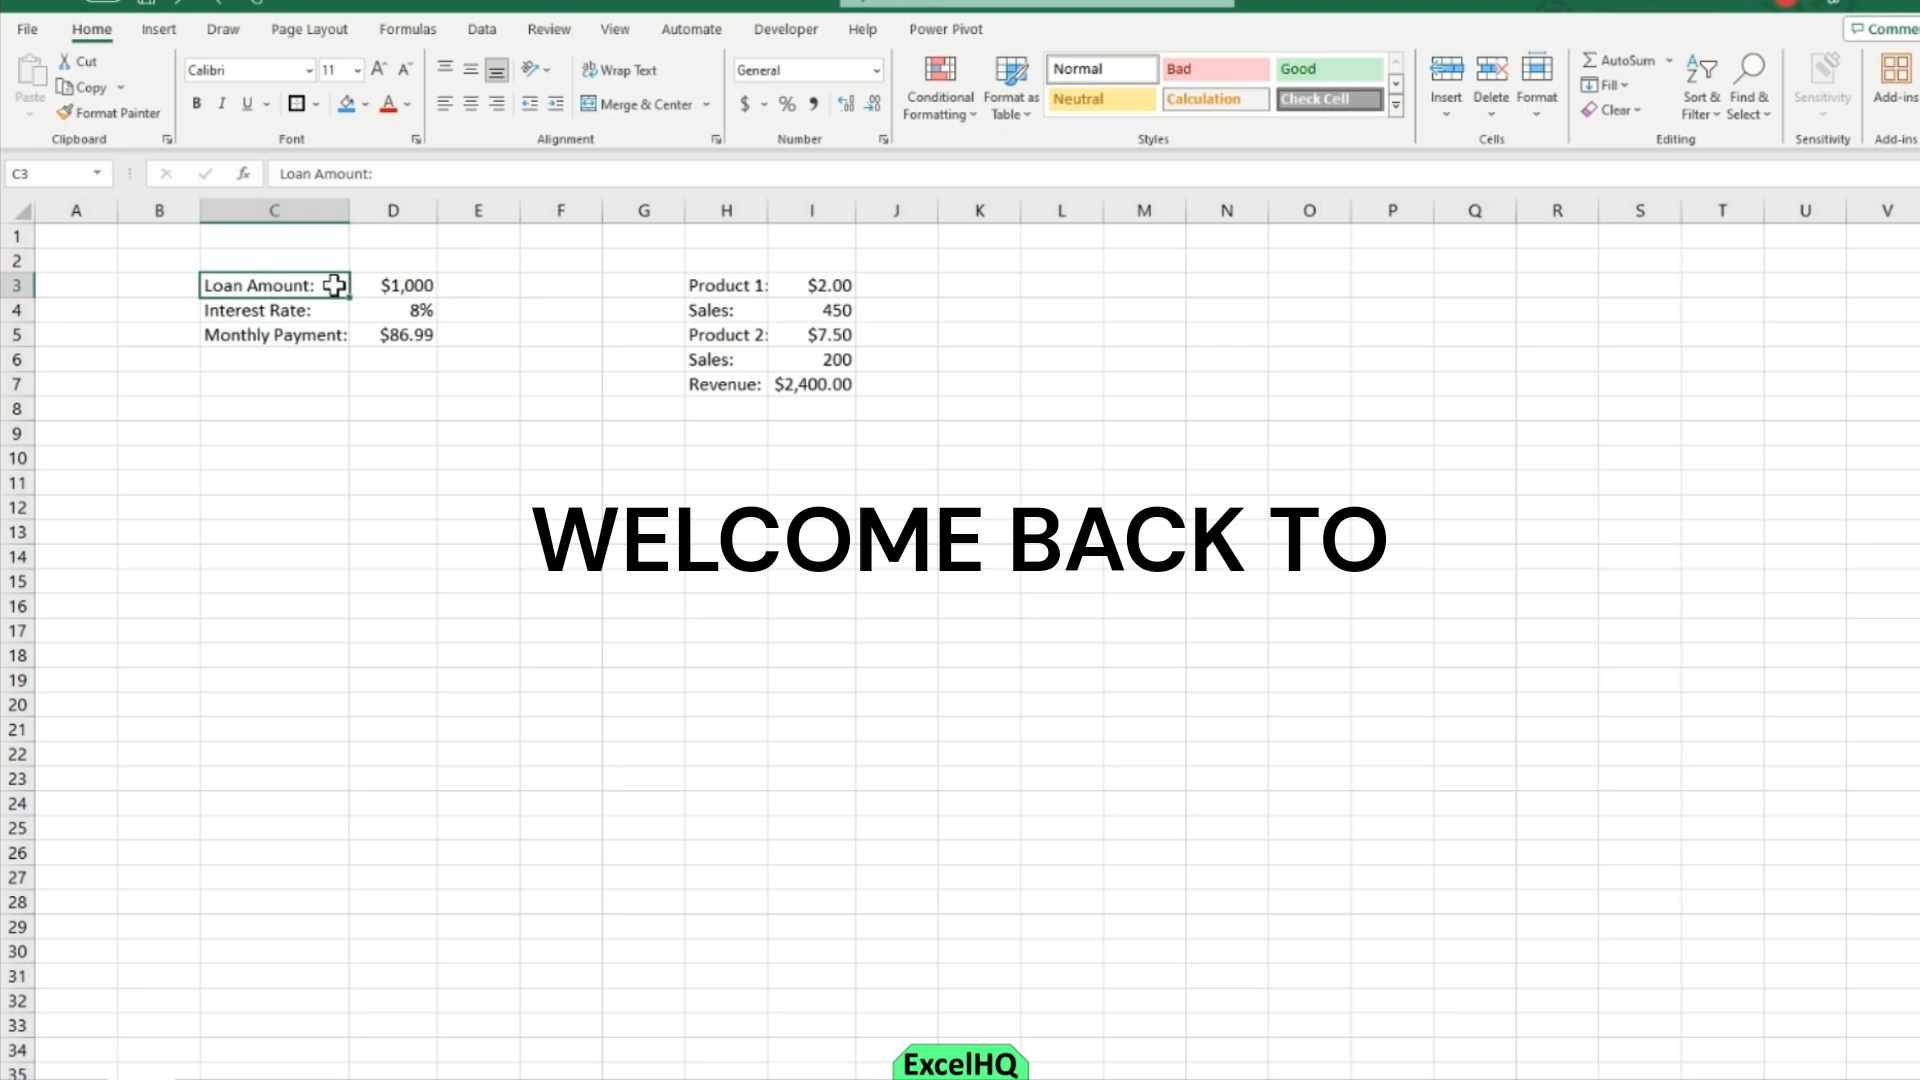 File Home Insert Draw Page Layout Formulas Data Review View Automate Developer Help Power Pivot
Paste
Cut
Copy
Format Painter
Clipboard
Calibri 11
B I U
Font
Wrap Text
Merge & Center
Alignment
General
$ % 9
Number
Conditional Formatting
Format as Table
Normal Bad Good
Neutral Calculation Check Cell
Styles
Insert Delete Format
Cells
AutoSum
Fill
Clear
Sort & Filter
Find & Select
Editing
Sensitivity
Sensitivity
Add-ins
Add-ins
C3 fx Loan Amount:
A B C D E F G H I J K L M N O P Q R S T U V
1
2
3 Loan Amount: $1,000 Product 1: $2.00
4 Interest Rate: 8% Sales: 450
5 Monthly Payment: $86.99 Product 2: $7.50
6 Sales: 200
7 Revenue: $2,400.00
8
9
10
11
12
13
WELCOME BACK TO
14
15
16
17
18
19
20
21
22
23
24
25
26
27
28
29
30
31
32
33
34
35
ExcelHQ